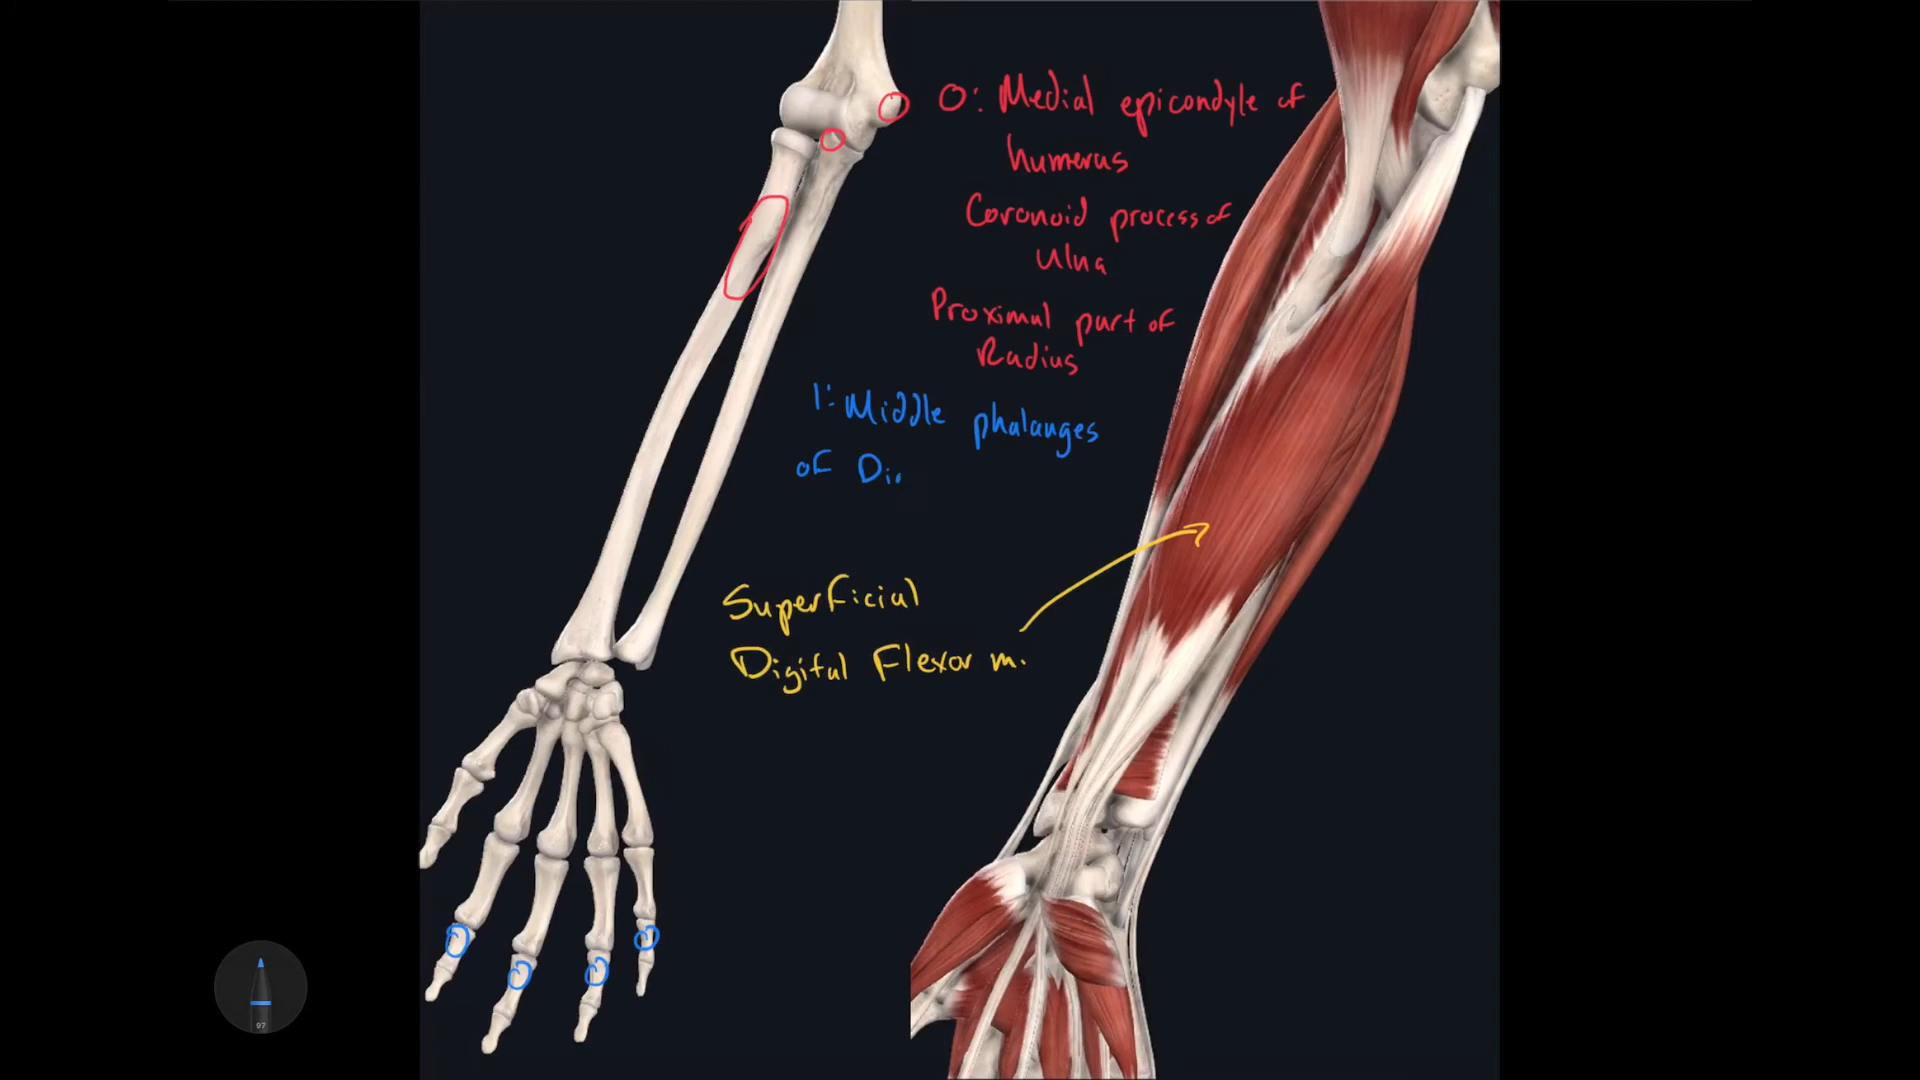 O: Medial epicondyle of
humerus
Coronoid process of
Ulna
Proximal part of
Radius
I: Middle phalanges
of Di
Superficial
Digital Flexor m.
97